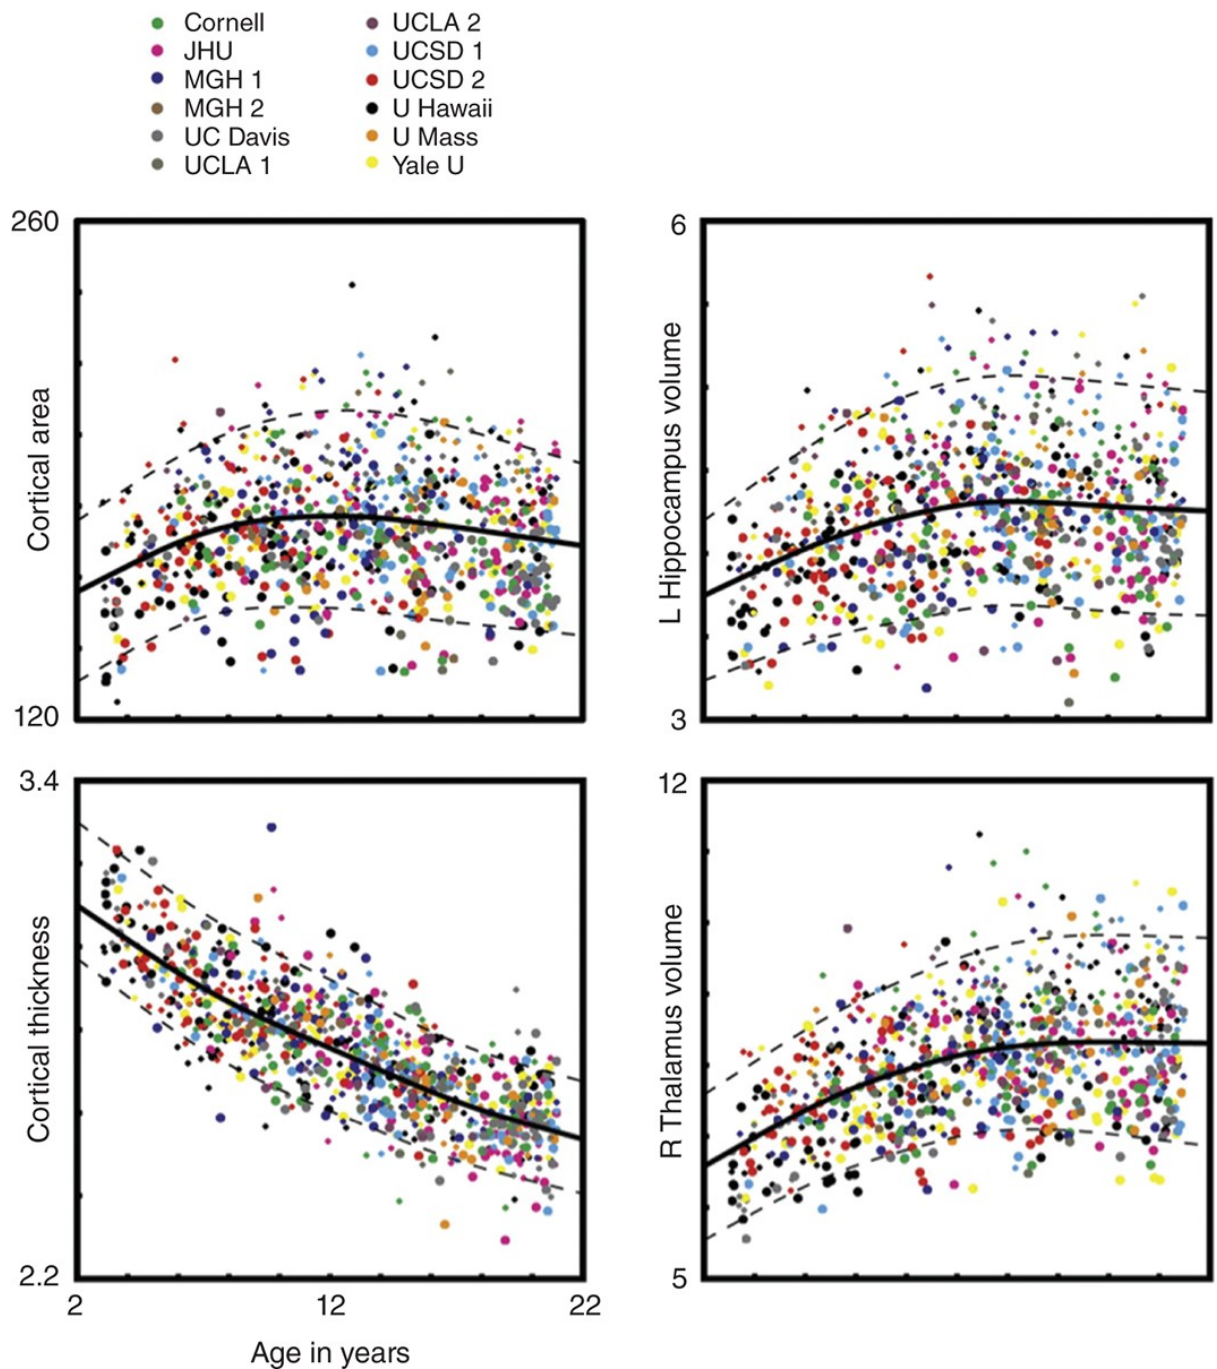 Cornell
JHU
MGH 1
MGH 2
UC Davis
UCLA 1
UCLA 2
UCSD 1
UCSD 2
U Hawaii
U Mass
Yale U
260
Cortical area
120
6
L Hippocampus volume
3
3.4
Cortical thickness
2.2
2
12
22
Age in years
12
R Thalamus volume
5